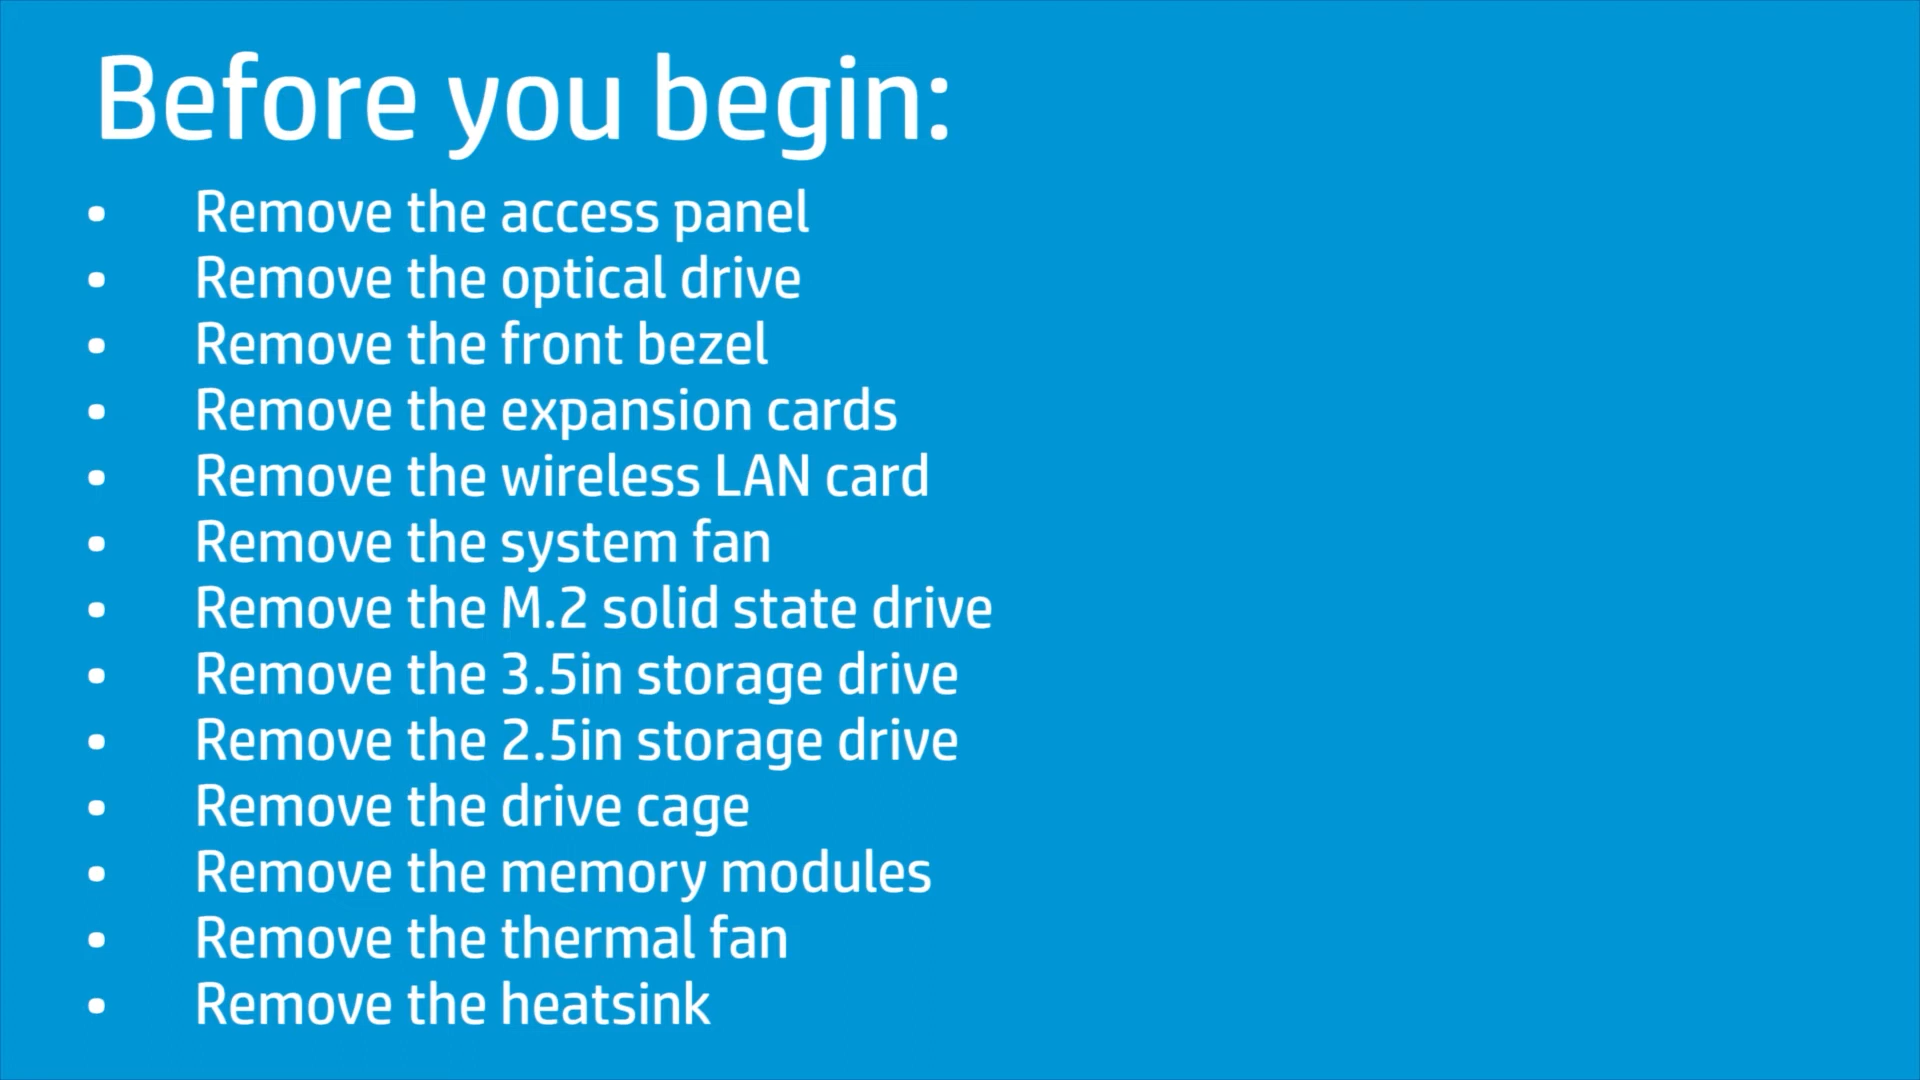 Before you begin:
• Remove the access panel
• Remove the optical drive
• Remove the front bezel
• Remove the expansion cards
• Remove the wireless LAN card
• Remove the system fan
• Remove the M.2 solid state drive
• Remove the 3.5in storage drive
• Remove the 2.5in storage drive
• Remove the drive cage
• Remove the memory modules
• Remove the thermal fan
• Remove the heatsink